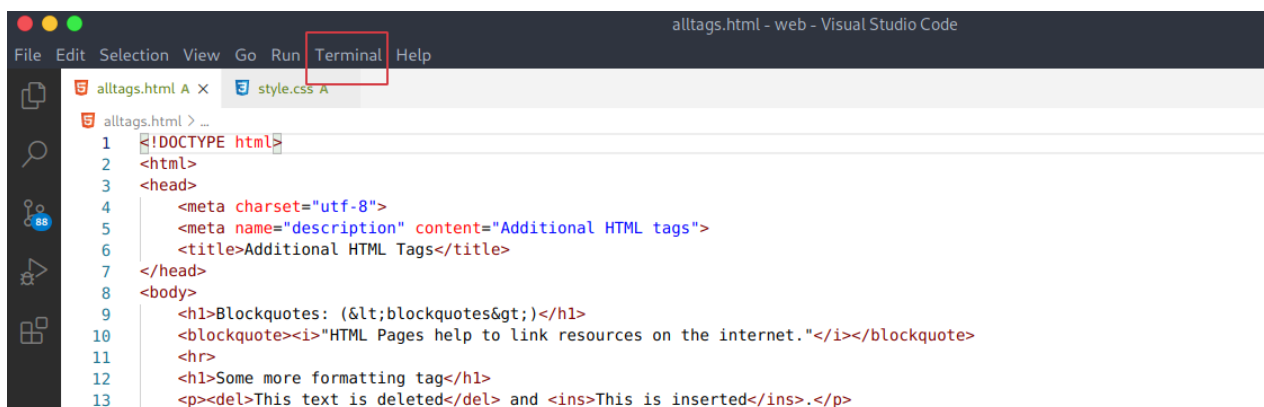 alltags.html - web - Visual Studio Code
File Edit Selection View Go Run Terminal Help
alltags.html A × style.css A
alltags.html > ...
1 <!DOCTYPE html>
2 <html>
3 <head>
4 <meta charset="utf-8">
5 <meta name="description" content="Additional HTML tags">
6 <title>Additional HTML Tags</title>
7 </head>
8 <body>
9 <h1>Blockquotes: (&lt;blockquotes&gt;)</h1>
10 <blockquote><i>"HTML Pages help to link resources on the internet."</i></blockquote>
11 <hr>
12 <h1>Some more formatting tag</h1>
13 <p><del>This text is deleted</del> and <ins>This is inserted</ins>.</p>
88